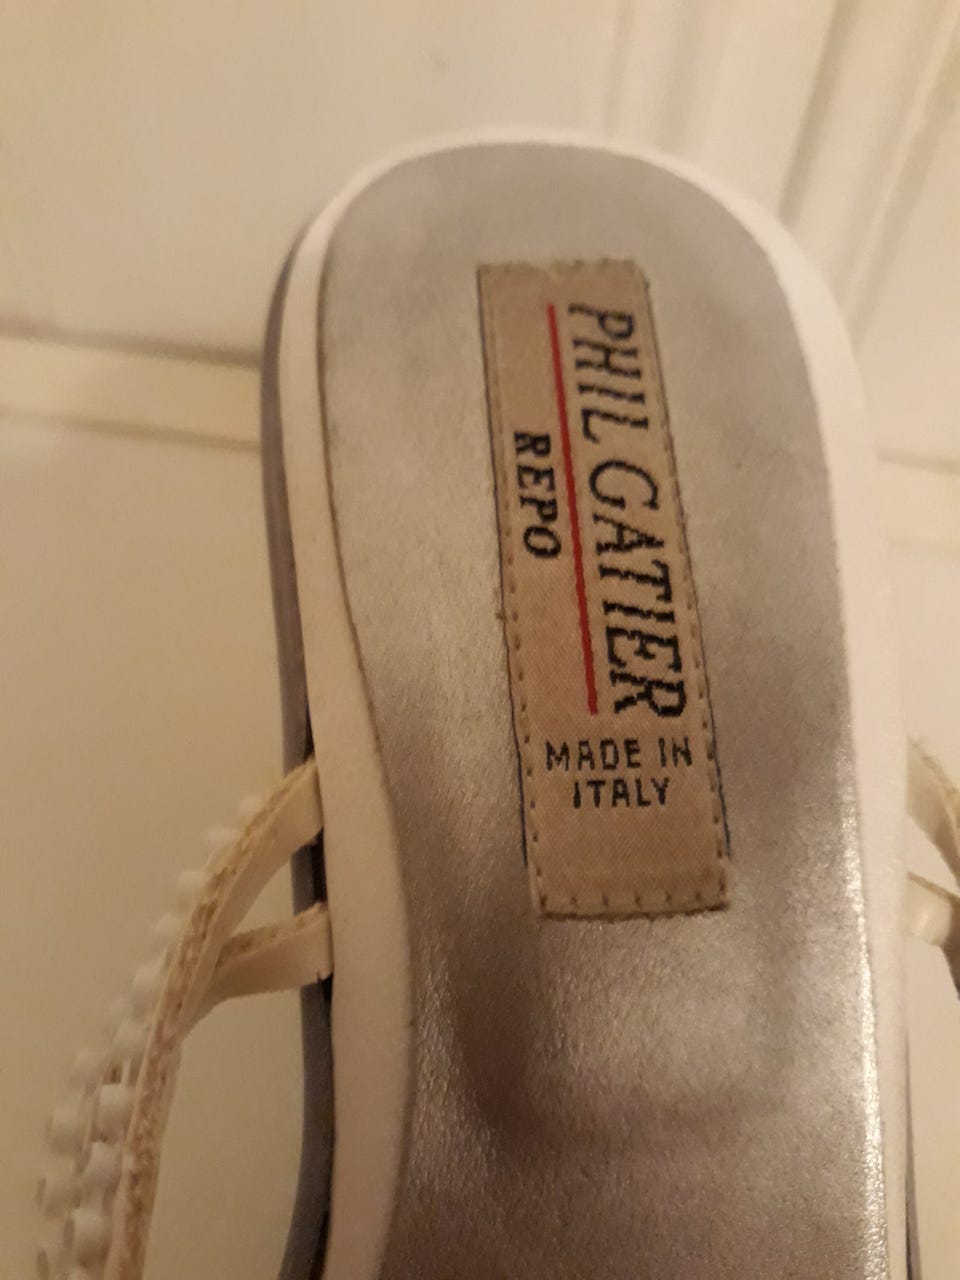 PHIL GATIER
REPO
MADE IN
ITALY